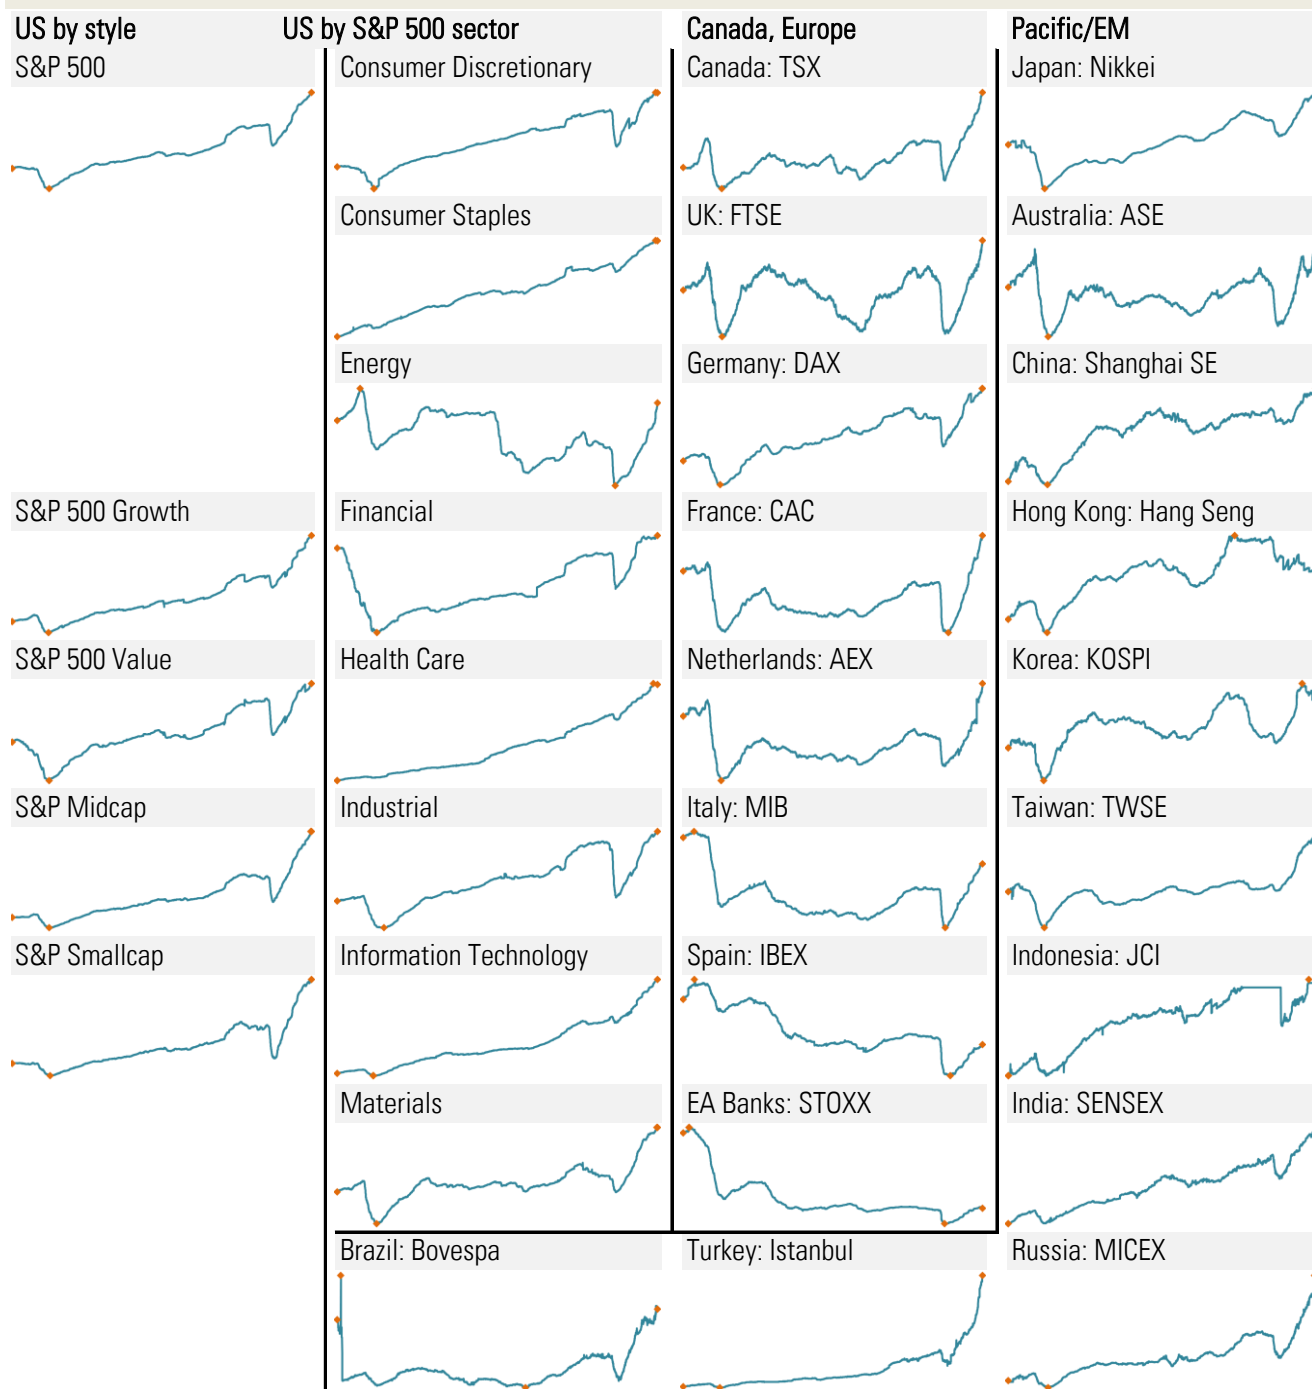 US by style US by S&P 500 sector Canada, Europe Pacific/EM
S&P 500 Consumer Discretionary Canada: TSX Japan: Nikkei
Consumer Staples UK: FTSE Australia: ASE
Energy Germany: DAX China: Shanghai SE
S&P 500 Growth Financial France: CAC Hong Kong: Hang Seng
S&P 500 Value Health Care Netherlands: AEX Korea: KOSPI
S&P Midcap Industrial Italy: MIB Taiwan: TWSE
S&P Smallcap Information Technology Spain: IBEX Indonesia: JCI
Materials EA Banks: STOXX India: SENSEX
Brazil: Bovespa Turkey: Istanbul Russia: MICEX